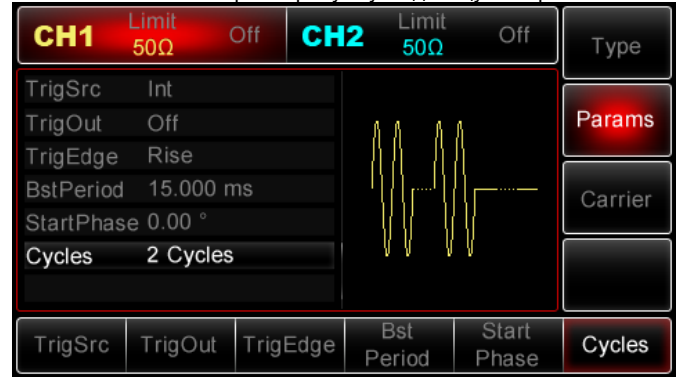 CH1 Limit 50Ω Off CH2 Limit 50Ω Off
Type
TrigSrc Int
TrigOut Off
TrigEdge Rise
BstPeriod 15.000 ms
StartPhase 0.00 °
Cycles 2 Cycles
Params
Carrier
TrigSrc TrigOut TrigEdge Bst Period Start Phase Cycles